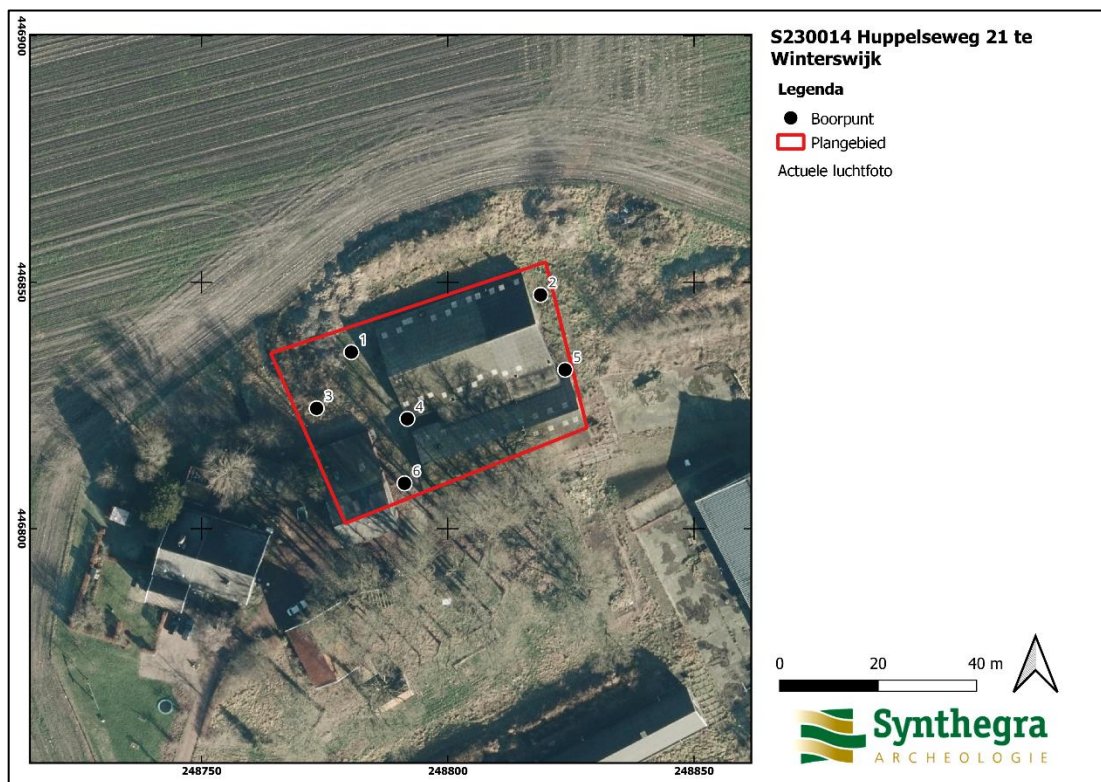 S230014 Huppelseweg 21 te
Winterswijk
Legenda
Boorpunt
Plangebied
Actuele luchtfoto
446900
446850
446800
2
1
5
3
4
6
248750
248800
248850
0 20 40 m
Synthegra
ARCHEOLOGIE